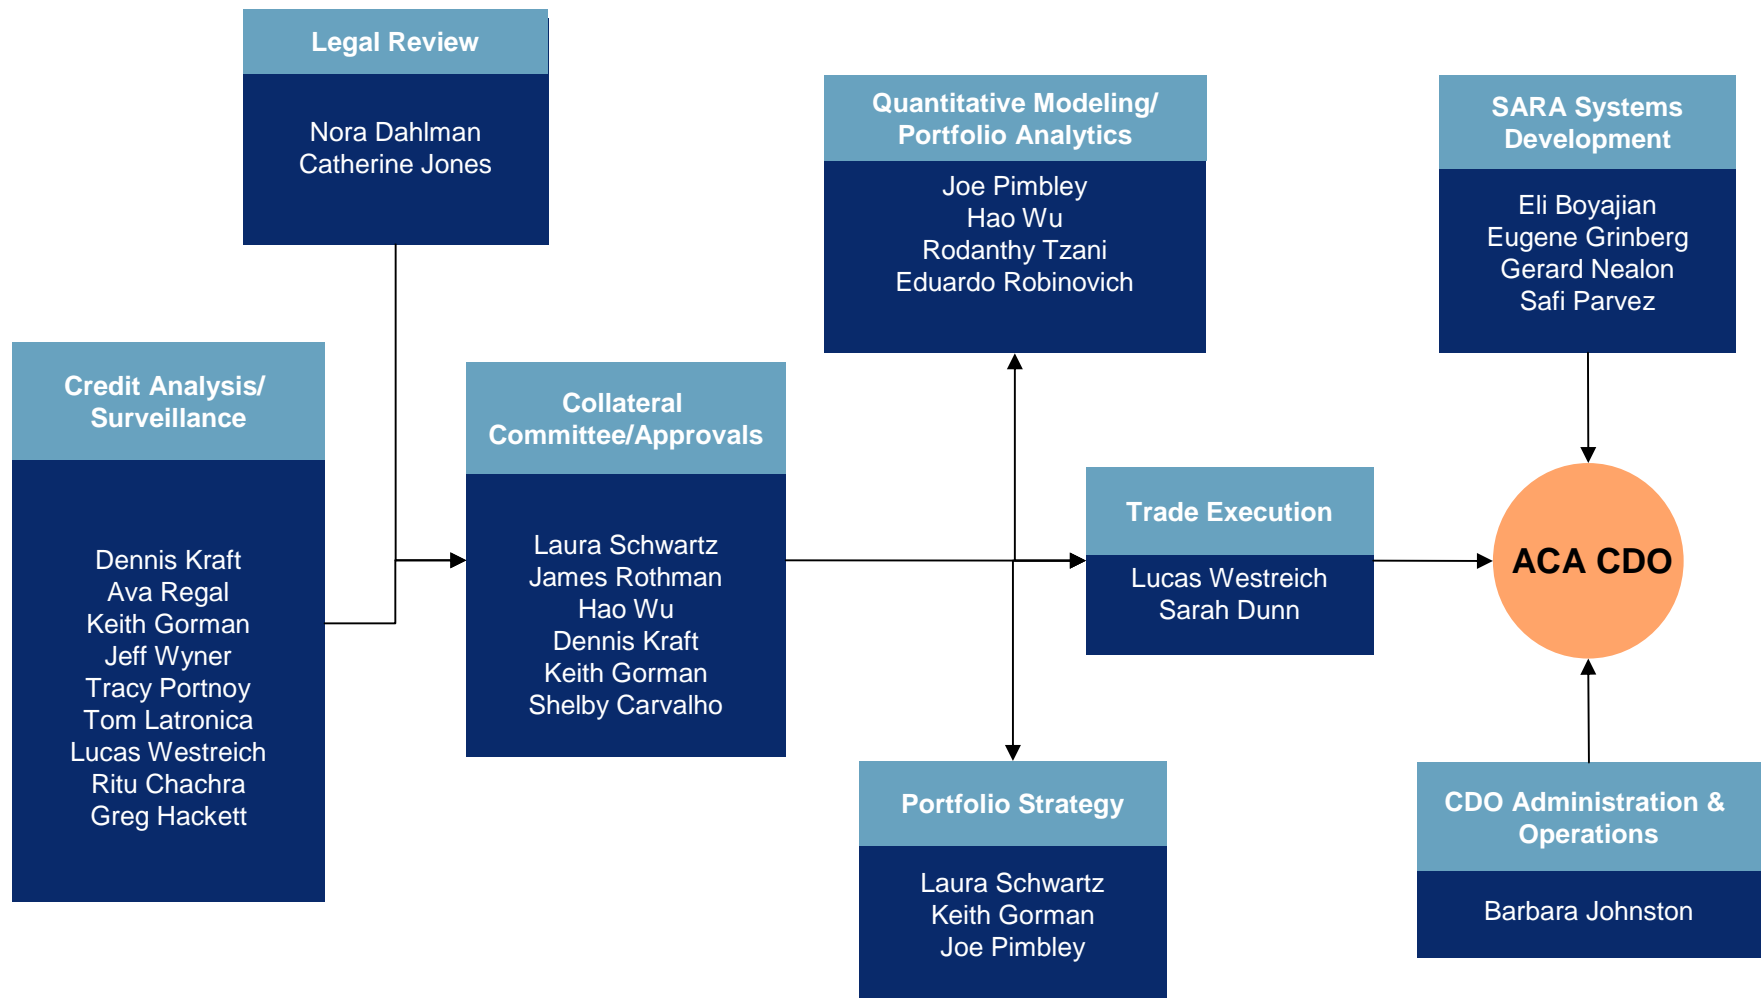 Legal Review
Nora Dahlman
Catherine Jones
Quantitative Modeling/
Portfolio Analytics
Joe Pimbley
Hao Wu
Rodanthy Tzani
Eduardo Robinovich
SARA Systems
Development
Eli Boyajian
Eugene Grinberg
Gerard Nealon
Safi Parvez
Credit Analysis/
Surveillance
Dennis Kraft
Ava Regal
Keith Gorman
Jeff Wyner
Tracy Portnoy
Tom Latronica
Lucas Westreich
Ritu Chachra
Greg Hackett
Collateral
Committee/Approvals
Laura Schwartz
James Rothman
Hao Wu
Dennis Kraft
Keith Gorman
Shelby Carvalho
Trade Execution
Lucas Westreich
Sarah Dunn
ACA CDO
Portfolio Strategy
Laura Schwartz
Keith Gorman
Joe Pimbley
CDO Administration &
Operations
Barbara Johnston